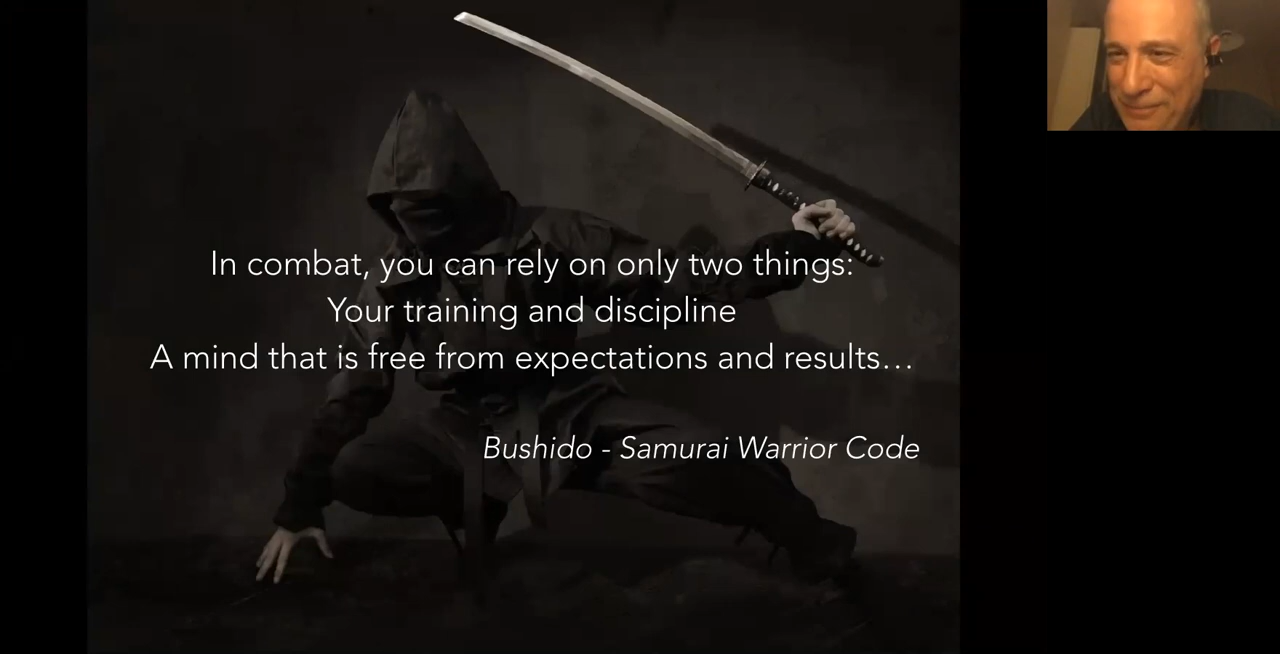 In combat, you can rely on only two things:
Your training and discipline
A mind that is free from expectations and results…
Bushido - Samurai Warrior Code